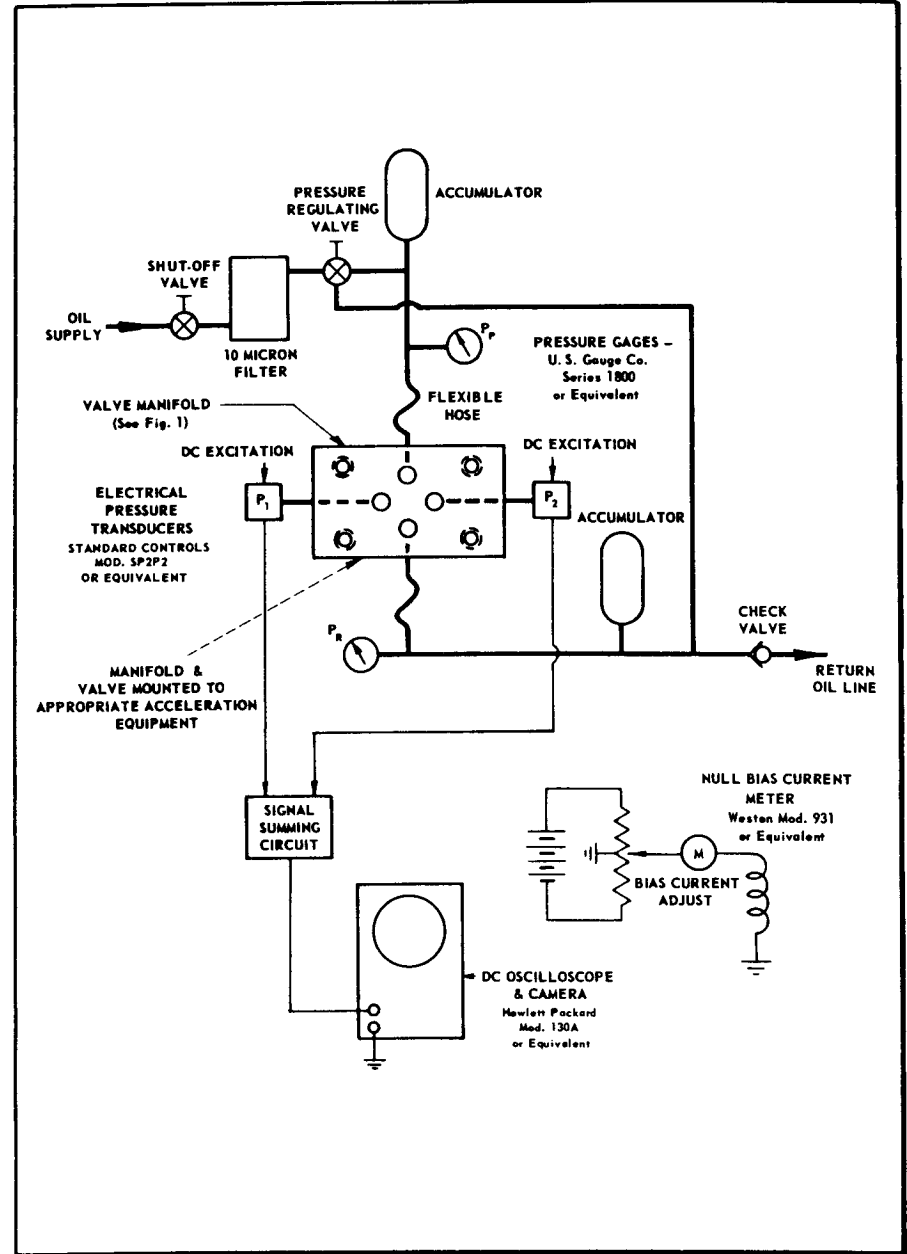 ACCUMULATOR
PRESSURE
REGULATING
VALVE
SHUT-OFF
VALVE
OIL
SUPPLY
10 MICRON
FILTER
P_P
PRESSURE GAGES –
U. S. Gauge Co.
Series 1800
or Equivalent
FLEXIBLE
HOSE
VALVE MANIFOLD
(See Fig. 1)
DC EXCITATION
DC EXCITATION
P1
P2
ELECTRICAL
PRESSURE
TRANSDUCERS
STANDARD CONTROLS
MOD. SP2P2
OR EQUIVALENT
ACCUMULATOR
P_R
CHECK
VALVE
RETURN
OIL LINE
MANIFOLD &
VALVE MOUNTED TO
APPROPRIATE ACCELERATION
EQUIPMENT
SIGNAL
SUMMING
CIRCUIT
NULL BIAS CURRENT
METER
Weston Mod. 931
or Equivalent
M
BIAS CURRENT
ADJUST
DC OSCILLOSCOPE
& CAMERA
Hewlett Packard
Mod. 130A
or Equivalent